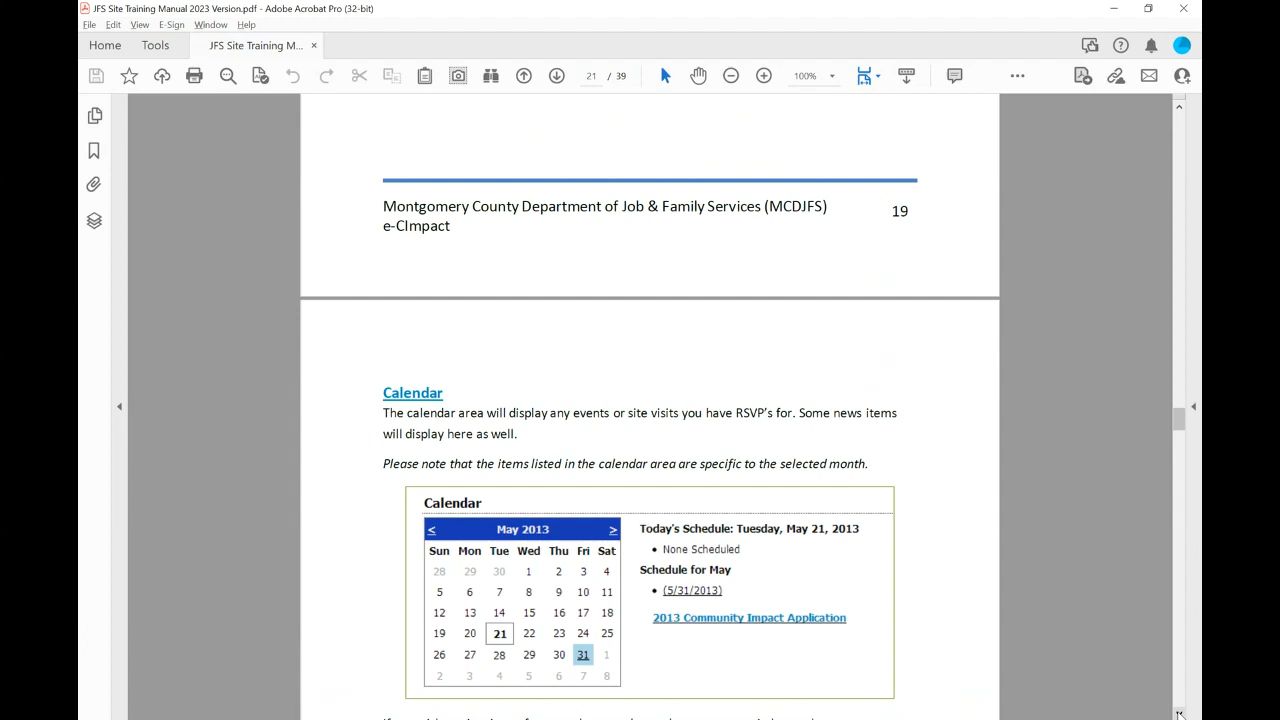 JFS Site Training Manual 2023 Version.pdf - Adobe Acrobat Pro (32-bit)
File Edit View E-Sign Window Help
Home Tools JFS Site Training M... ×
21 / 39 100%
Montgomery County Department of Job & Family Services (MCDJFS) 19
e-CImpact
Calendar
The calendar area will display any events or site visits you have RSVP's for. Some news items
will display here as well.
Please note that the items listed in the calendar area are specific to the selected month.
Calendar
< May 2013 > Today's Schedule: Tuesday, May 21, 2013
Sun Mon Tue Wed Thu Fri Sat • None Scheduled
28 29 30 1 2 3 4 Schedule for May
5 6 7 8 9 10 11 • (5/31/2013)
12 13 14 15 16 17 18 2013 Community Impact Application
19 20 21 22 23 24 25
26 27 28 29 30 31 1
2 3 4 5 6 7 8